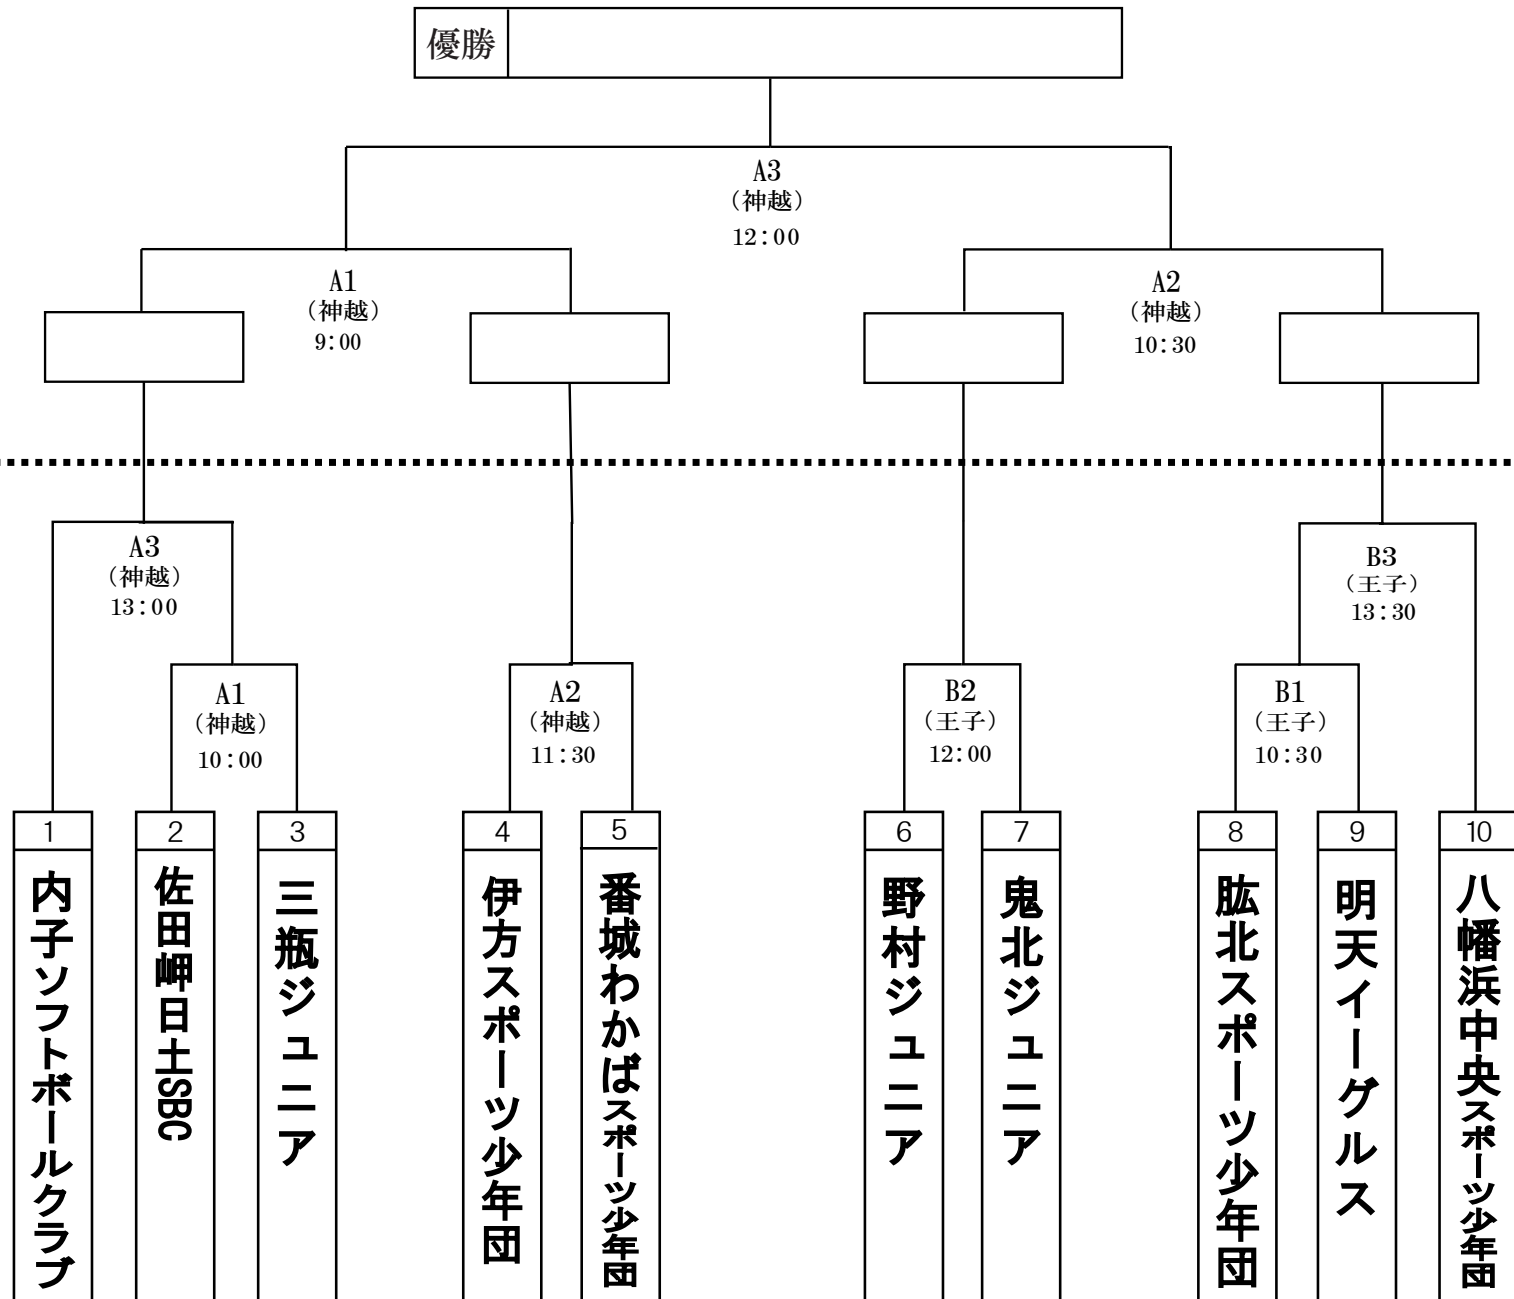 優勝
A3
（神越）
12：00
A1
（神越）
9：00
A2
（神越）
10：30
A3
（神越）
13：00
B3
（王子）
13：30
A1
（神越）
10：00
A2
（神越）
11：30
B2
（王子）
12：00
B1
（王子）
10：30
1
内子ソフトボールクラブ
2
佐田岬日土SBC
3
三瓶ジュニア
4
伊方スポーツ少年団
5
番城わかばスポーツ少年団
6
野村ジュニア
7
鬼北ジュニア
8
肱北スポーツ少年団
9
明天イーグルス
10
八幡浜中央スポーツ少年団